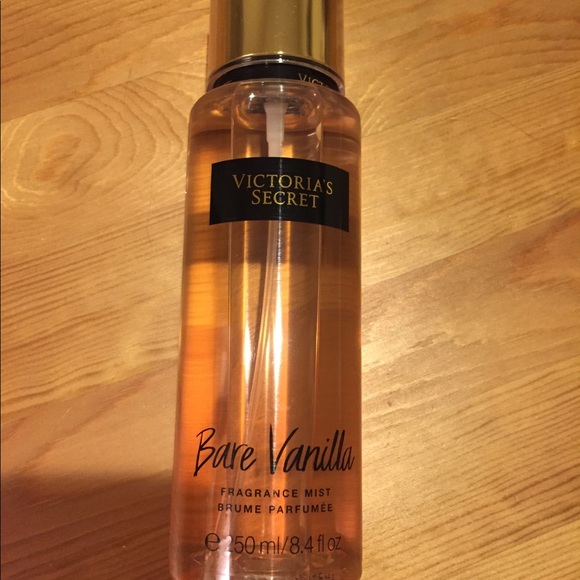 VICTORIA'S
SECRET
Bare Vanilla
FRAGRANCE MIST
BRUME PARFUMÉE
e 250 ml/8.4 fl oz